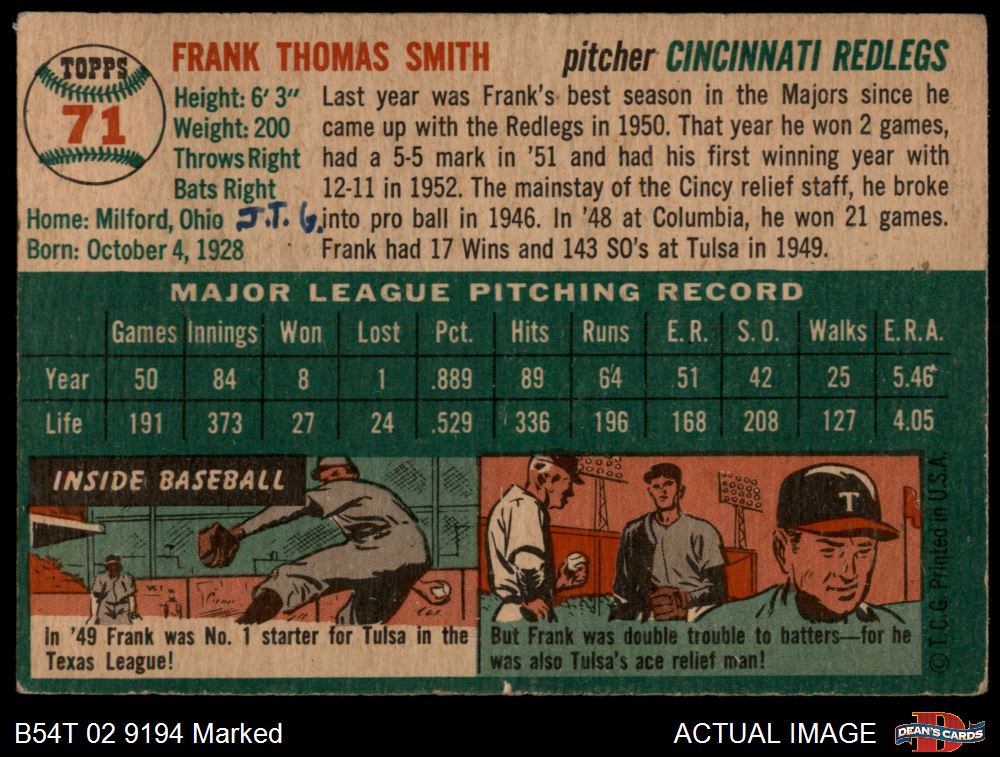 TOPPS
71
FRANK THOMAS SMITH pitcher CINCINNATI REDLEGS
Height: 6' 3"
Weight: 200
Throws Right
Bats Right
Home: Milford, Ohio J.T.G.
Born: October 4, 1928
Last year was Frank's best season in the Majors since he
came up with the Redlegs in 1950. That year he won 2 games,
had a 5-5 mark in '51 and had his first winning year with
12-11 in 1952. The mainstay of the Cincy relief staff, he broke
into pro ball in 1946. In '48 at Columbia, he won 21 games.
Frank had 17 Wins and 143 SO's at Tulsa in 1949.
MAJOR LEAGUE PITCHING RECORD
Games Innings Won Lost Pct. Hits Runs E.R. S.O. Walks E.R.A.
Year 50 84 8 1 .889 89 64 51 42 25 5.46
Life 191 373 27 24 .529 336 196 168 208 127 4.05
INSIDE BASEBALL
In '49 Frank was No. 1 starter for Tulsa in the
Texas League!
T
But Frank was double trouble to batters—for he
was also Tulsa's ace relief man!
© T.C.G. Printed in U.S.A.
B54T 02 9194 Marked
ACTUAL IMAGE
D
DEAN'S CARDS